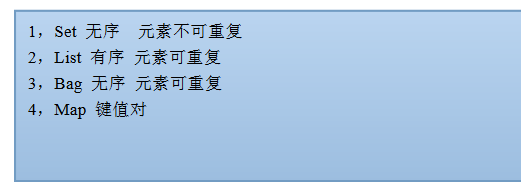 1，Set 无序  元素不可重复
2，List 有序 元素可重复
3，Bag 无序 元素可重复
4，Map 键值对